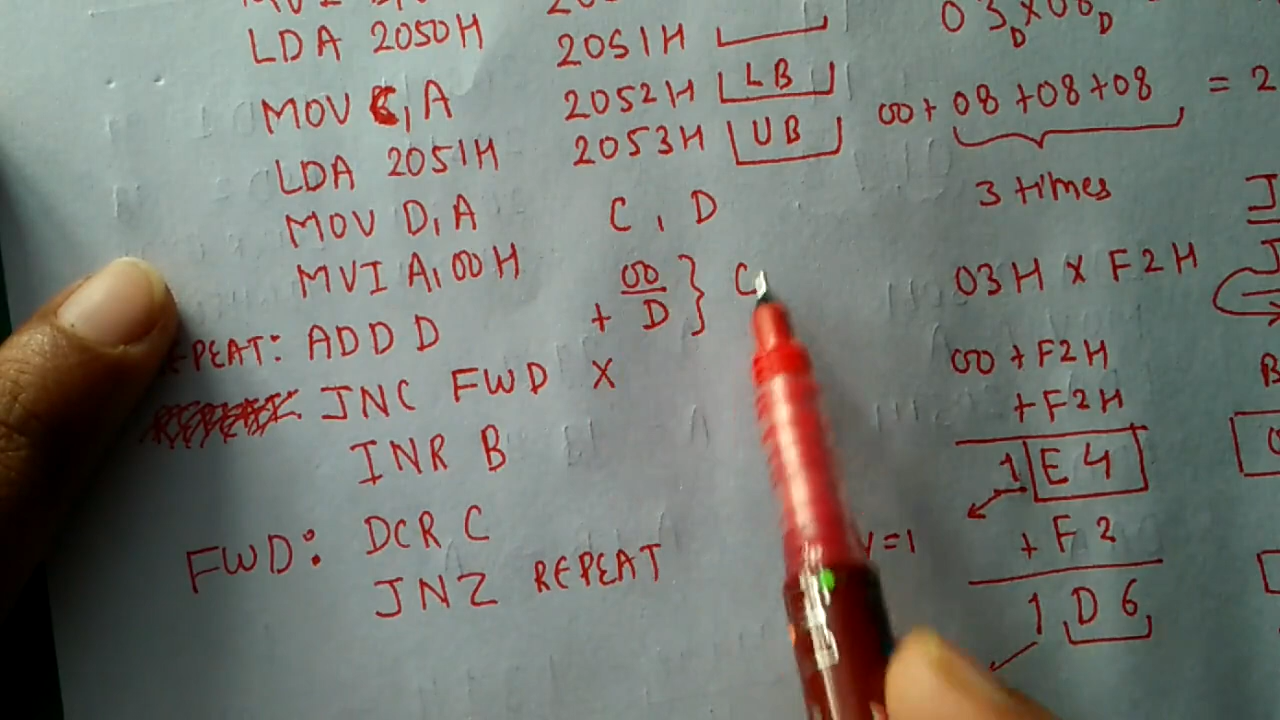 LDA 2050H
MOV C, A
LDA 2051H
MOV D, A
MVI A, 00H
REPEAT: ADD D
JNC FWD X
INR B
FWD: DCR C
JNZ REPEAT
2051H
2052H LB
2053H UB
C, D
00
+ D } C
03D X 08D
00 + 08 + 08 + 08 = 2
3 times
03H X F2H
00 + F2H
+ F2H
1 E4
+ F2
1 D6
=1